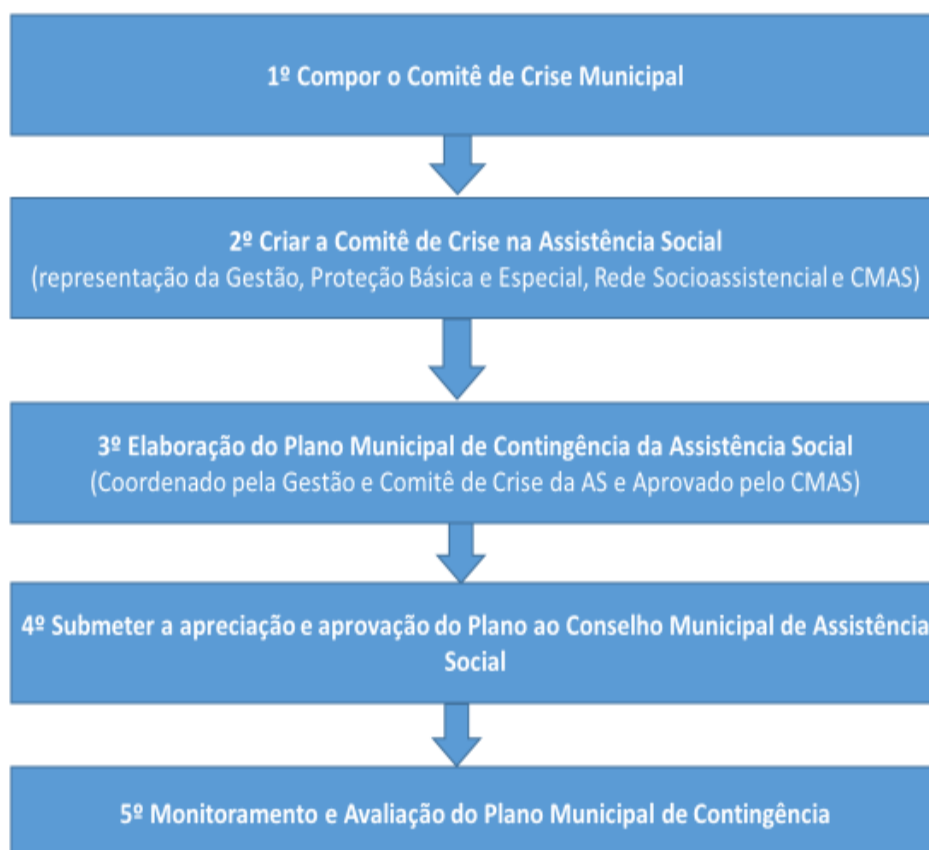 1º Compor o Comitê de Crise Municipal
2º Criar a Comitê de Crise na Assistência Social
(representação da Gestão, Proteção Básica e Especial, Rede Socioassistencial e CMAS)
3º Elaboração do Plano Municipal de Contingência da Assistência Social
(Coordenado pela Gestão e Comitê de Crise da AS e Aprovado pelo CMAS)
4º Submeter a apreciação e aprovação do Plano ao Conselho Municipal de Assistência
Social
5º Monitoramento e Avaliação do Plano Municipal de Contingência